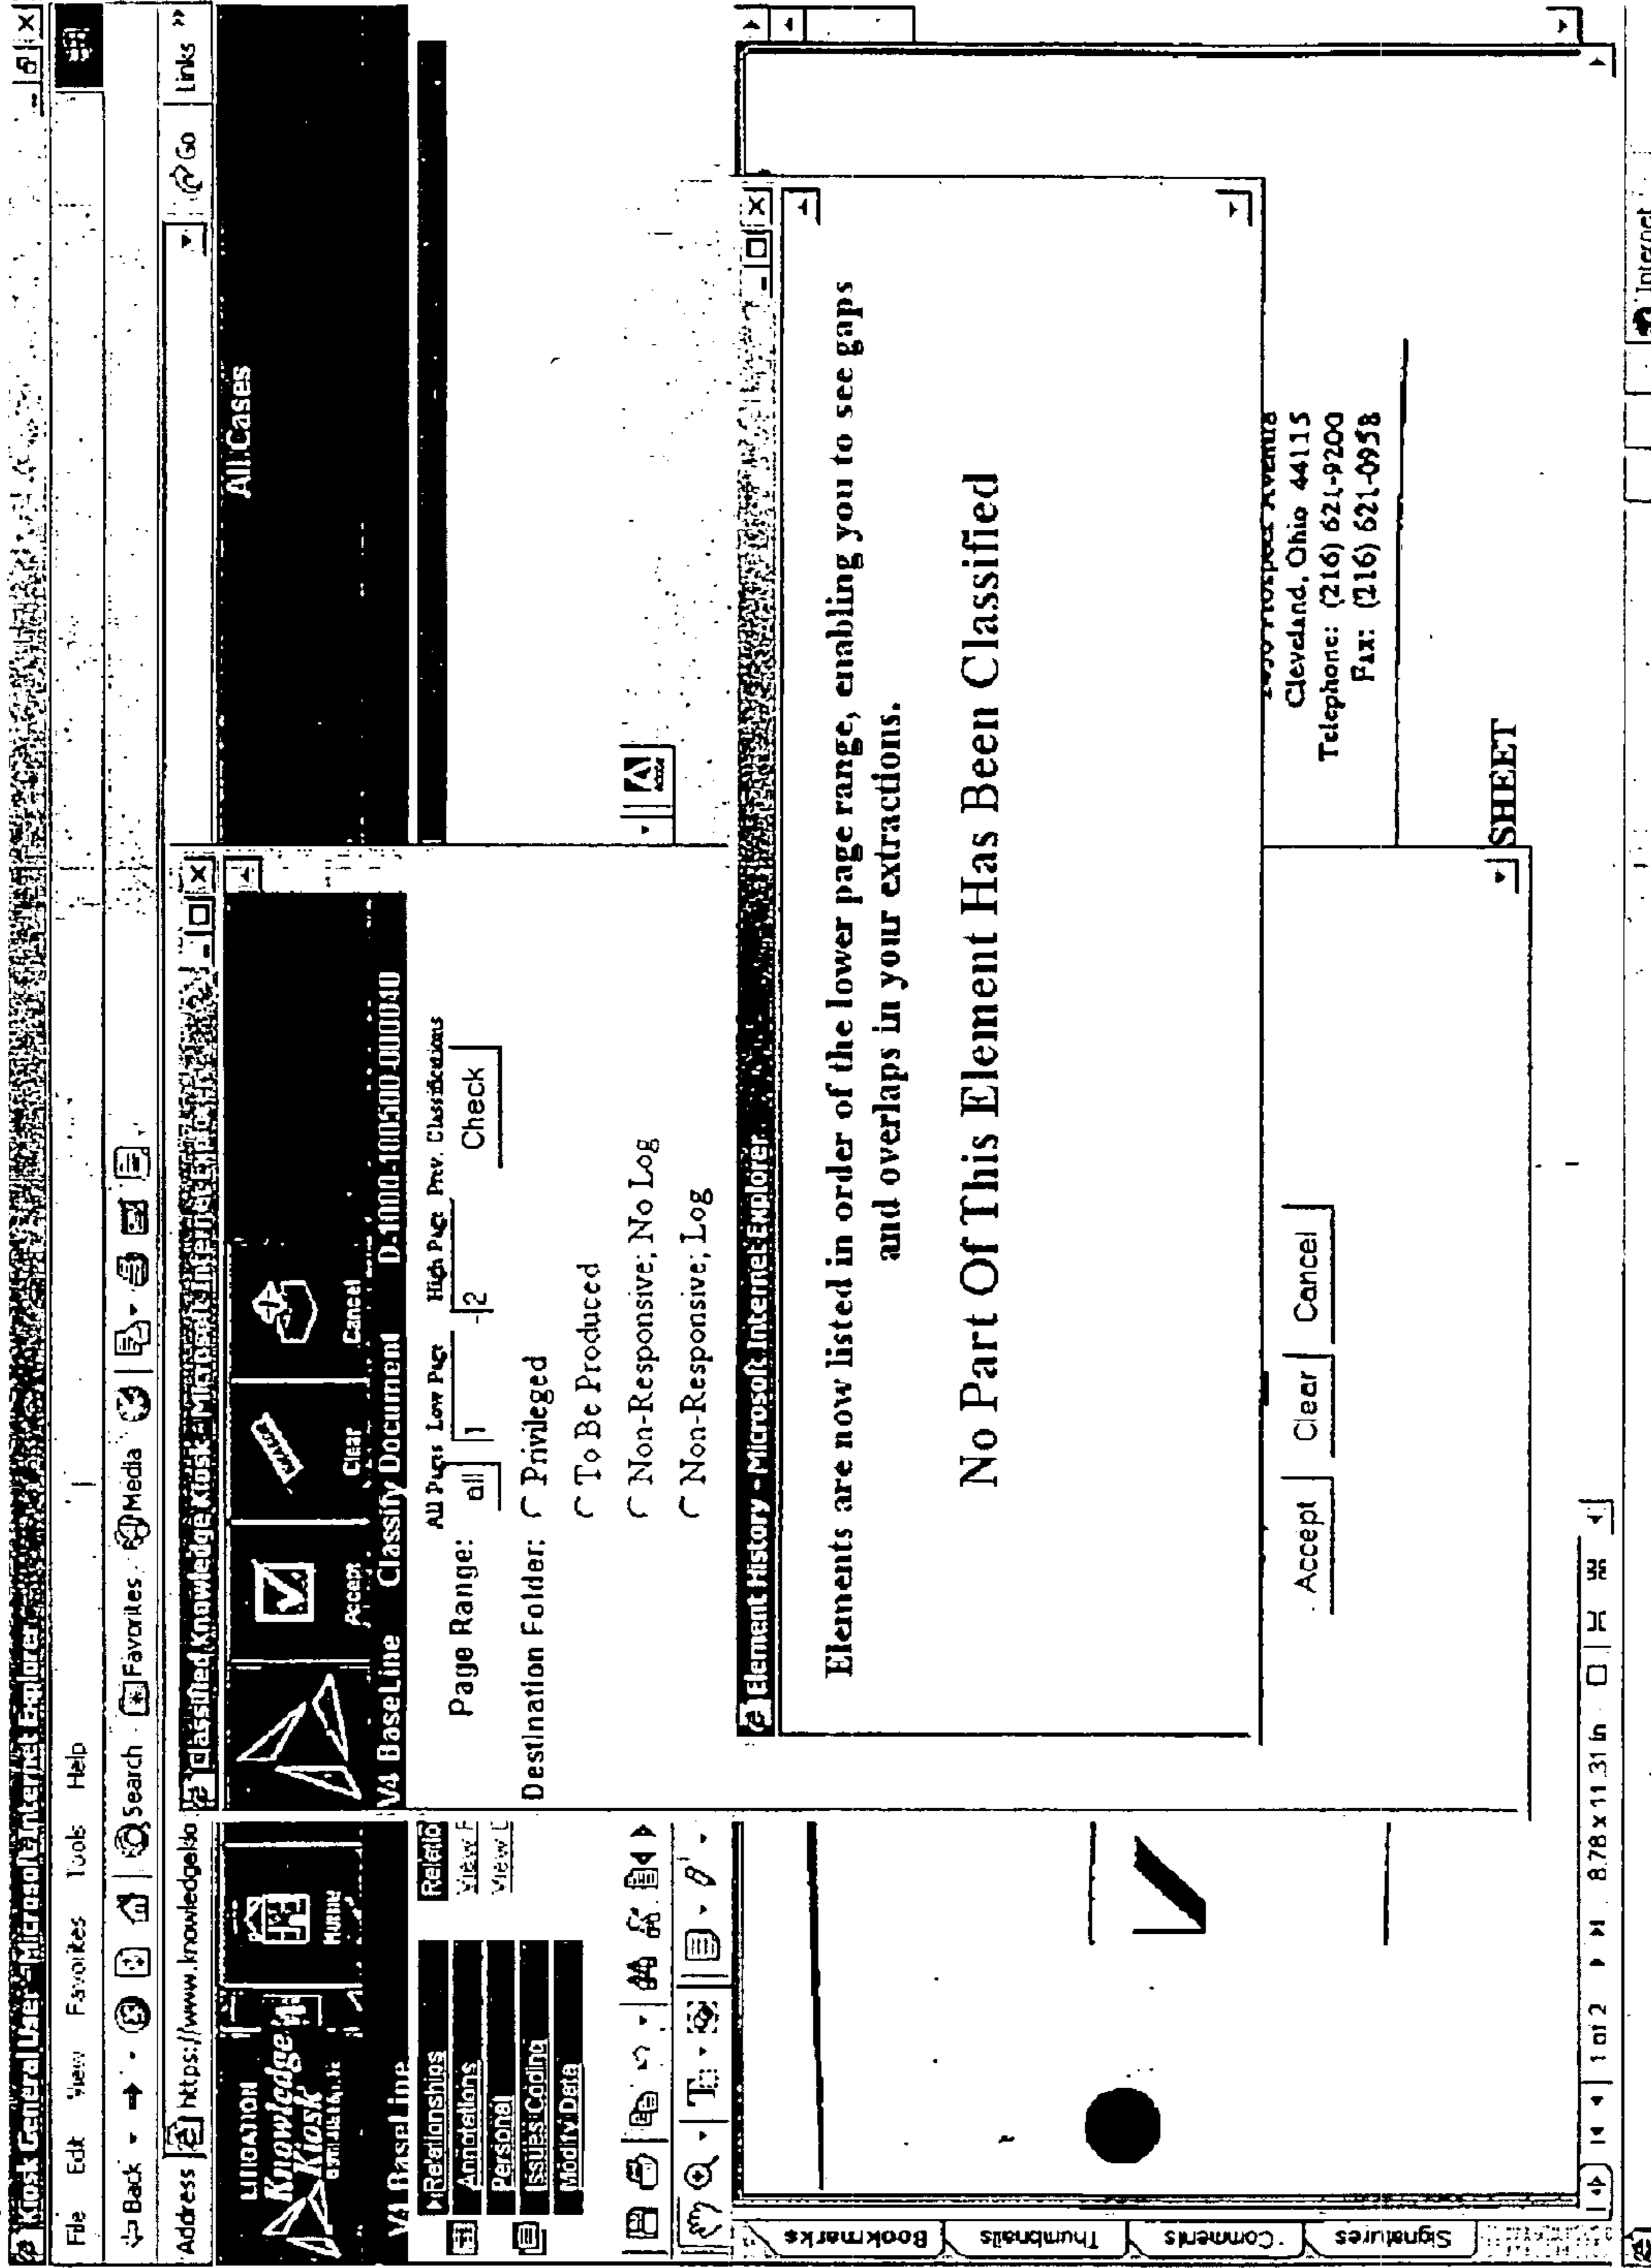 Kiosk General User - Microsoft Internet Explorer
File Edit View Favorites Tools Help
Back Search Favorites Media
Address https://www.knowledgekio Go Links »
LITIGATION
Knowledge
Kiosk
Home
All Cases
V4 BaseLine
Relationships
Annotations
Personal
Issues Coding
Modify Data
Relatio
View
View
Classified Knowledge Kiosk - Microsoft Internet Explorer
Accept Clear Cancel
V4 BaseLine Classify Document D-1000-100500-000040
All Pages Low Page High Page Prev. Classifications
Page Range: all 1 - 2 Check
Destination Folder: Privileged
To Be Produced
Non-Responsive; No Log
Non-Responsive; Log
Element History - Microsoft Internet Explorer
Elements are now listed in order of the lower page range, enabling you to see gaps
and overlaps in your extractions.
No Part Of This Element Has Been Classified
Accept Clear Cancel
Prospect Avenue
Cleveland, Ohio 44115
Telephone: (216) 621-9200
Fax: (216) 621-0958
SHEET
Bookmarks
Thumbnails
Comments
Signatures
1 of 2 8.78 x 11.31 in
Internet